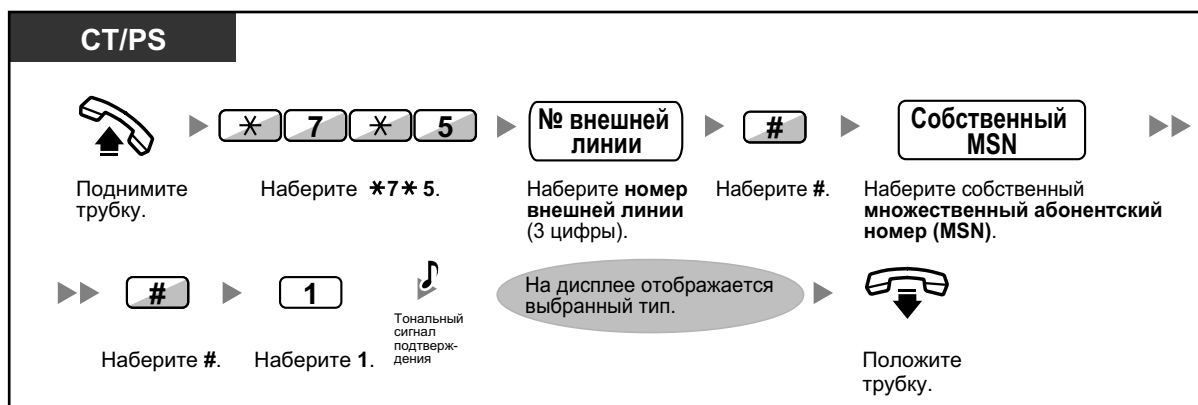 CT/PS
✳ 7 ✳ 5
№ внешней
линии
#
Собственный
MSN
Поднимите
трубку.
Наберите ✳7✳ 5.
Наберите номер
внешней линии
(3 цифры).
Наберите #.
Наберите собственный
множественный абонентский
номер (MSN).
#
1
Тональный
сигнал
подтверж-
дения
На дисплее отображается
выбранный тип.
Наберите #.
Наберите 1.
Положите
трубку.